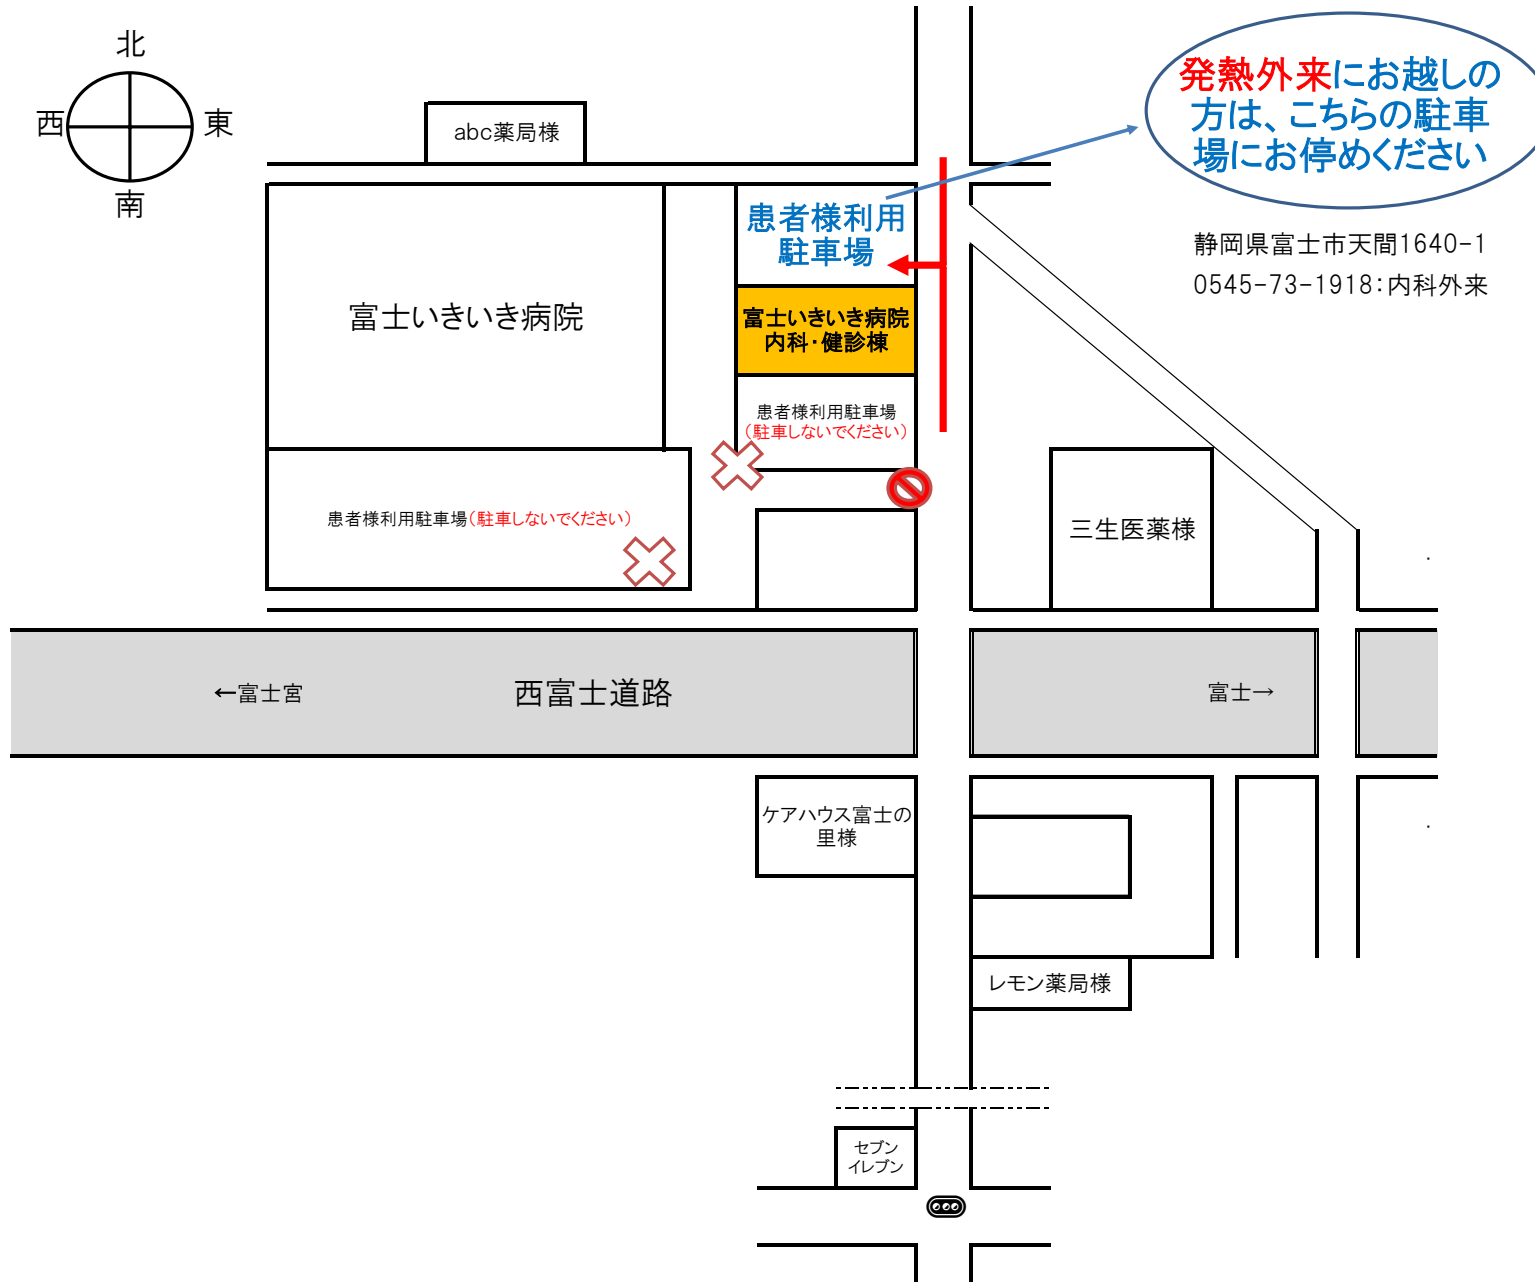 北
西
東
南
abc薬局様
発熱外来にお越しの
方は、こちらの駐車
場にお停めください
患者様利用
駐車場
静岡県富士市天間1640-1
0545-73-1918:内科外来
富士いきいき病院
富士いきいき病院
内科・健診棟
患者様利用駐車場
(駐車しないでください)
患者様利用駐車場(駐車しないでください)
三生医薬様
←富士宮
西富士道路
富士→
ケアハウス富士の
里様
レモン薬局様
セブン
イレブン